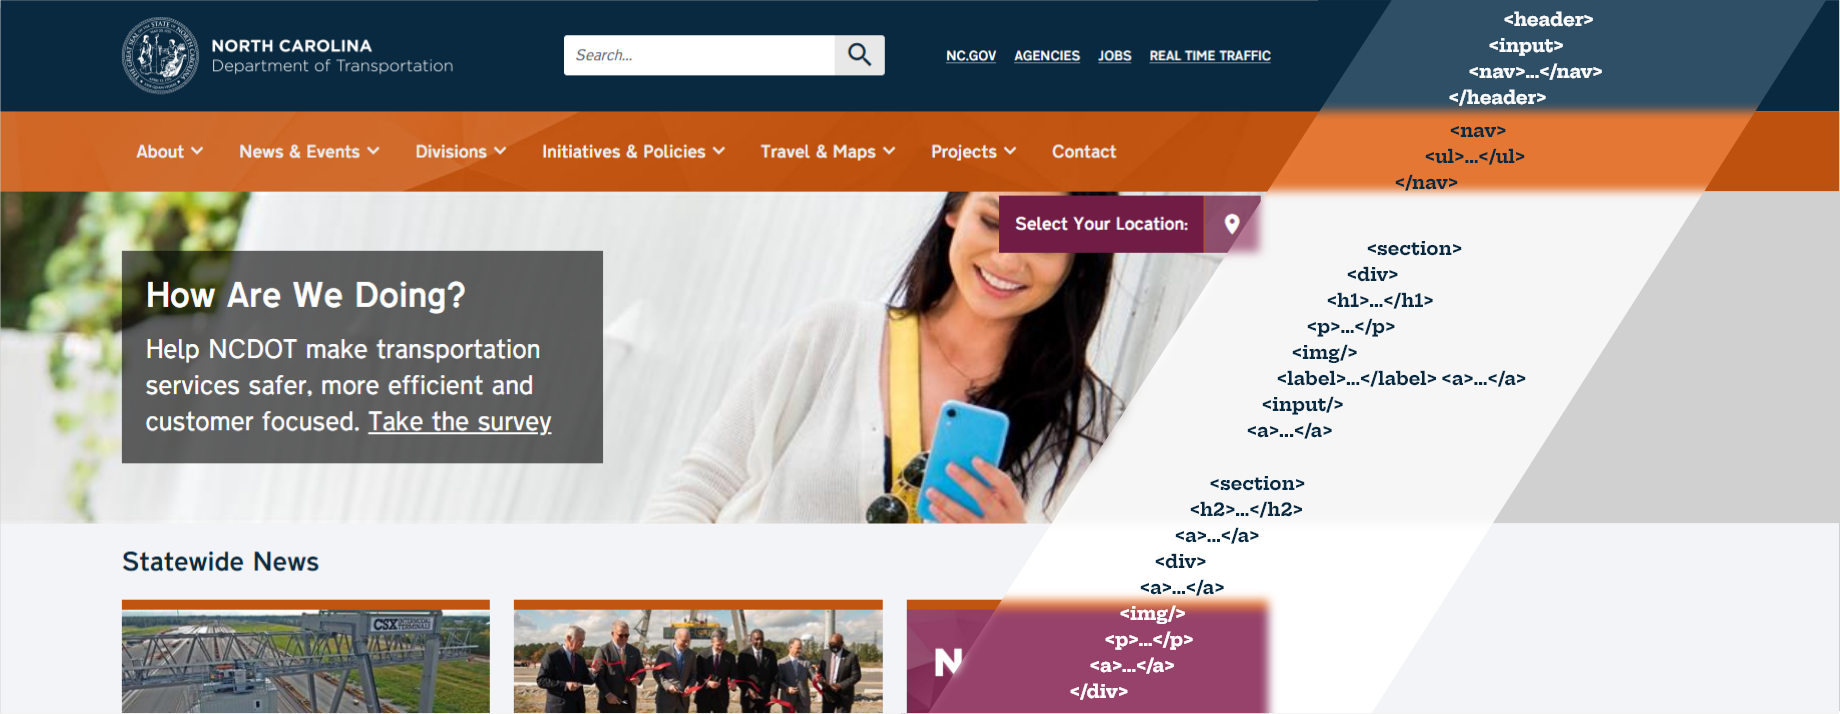 NORTH CAROLINA
Department of Transportation
Search...
NC.GOV AGENCIES JOBS REAL TIME TRAFFIC
About News & Events Divisions Initiatives & Policies Travel & Maps Projects Contact
Select Your Location:
How Are We Doing?
Help NCDOT make transportation
services safer, more efficient and
customer focused. Take the survey
Statewide News
CSX INTERMODAL
TERMINALS
N
<header>
<input>
<nav>...</nav>
</header>
<nav>
<ul>...</ul>
</nav>
<section>
<div>
<h1>...</h1>
<p>...</p>
<img/>
<label>...</label> <a>...</a>
<input/>
<a>...</a>
<section>
<h2>...</h2>
<a>...</a>
<div>
<a>...</a>
<img/>
<p>...</p>
<a>...</a>
</div>